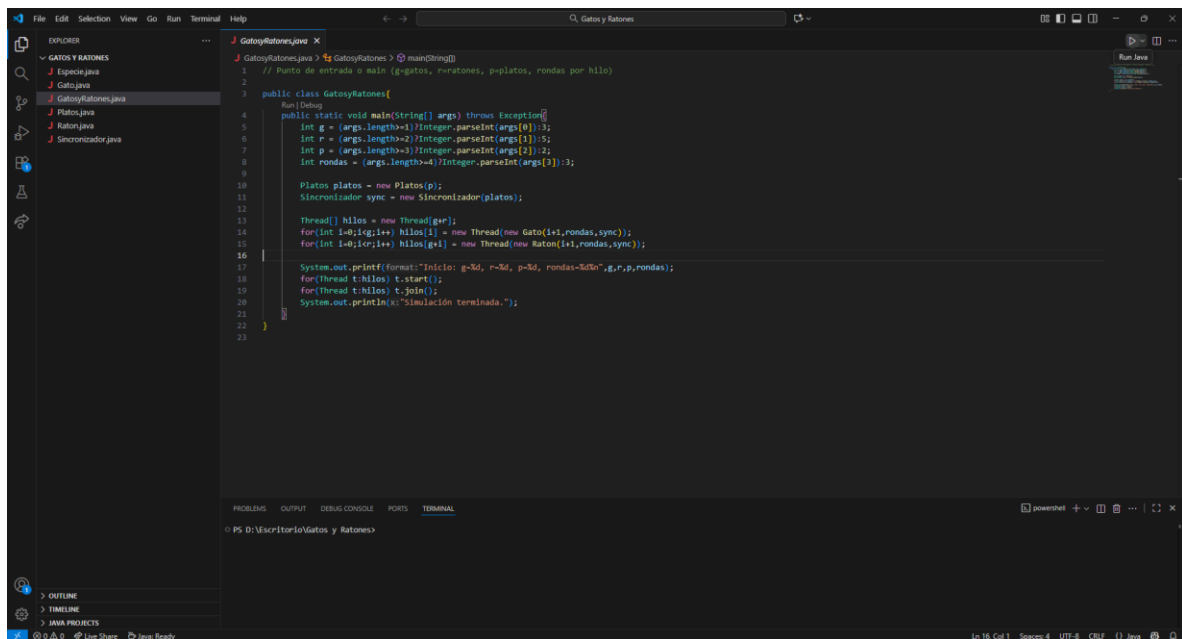 File Edit Selection View Go Run Terminal Help
Gatos y Ratones
EXPLORER
GATOS Y RATONES
Especie.java
Gato.java
GatosyRatones.java
Platos.java
Raton.java
Sincronizador.java
OUTLINE
TIMELINE
JAVA PROJECTS
GatosyRatones.java
Run Java
GatosyRatones.java > GatosyRatones > main(String[])
1 // Punto de entrada o main (g=gatos, r=ratones, p=platos, rondas por hilo)
2
3 public class GatosyRatones{
Run | Debug
4 public static void main(String[] args) throws Exception{
5 int g = (args.length>=1)?Integer.parseInt(args[0]):3;
6 int r = (args.length>=2)?Integer.parseInt(args[1]):5;
7 int p = (args.length>=3)?Integer.parseInt(args[2]):2;
8 int rondas = (args.length>=4)?Integer.parseInt(args[3]):3;
9
10 Platos platos = new Platos(p);
11 Sincronizador sync = new Sincronizador(platos);
12
13 Thread[] hilos = new Thread[g+r];
14 for(int i=0;i<g;i++) hilos[i] = new Thread(new Gato(i+1,rondas,sync));
15 for(int i=0;i<r;i++) hilos[g+i] = new Thread(new Raton(i+1,rondas,sync));
16
17 System.out.printf(format:"Inicio: g=%d, r=%d, p=%d, rondas=%d%n",g,r,p,rondas);
18 for(Thread t:hilos) t.start();
19 for(Thread t:hilos) t.join();
20 System.out.println(x:"Simulación terminada.");
21 }
22 }
23
PROBLEMS OUTPUT DEBUG CONSOLE PORTS TERMINAL
powershell
PS D:\Escritorio\Gatos y Ratones>
0 0 0 Live Share Java: Ready
Ln 16, Col 1 Spaces: 4 UTF-8 CRLF {} Java